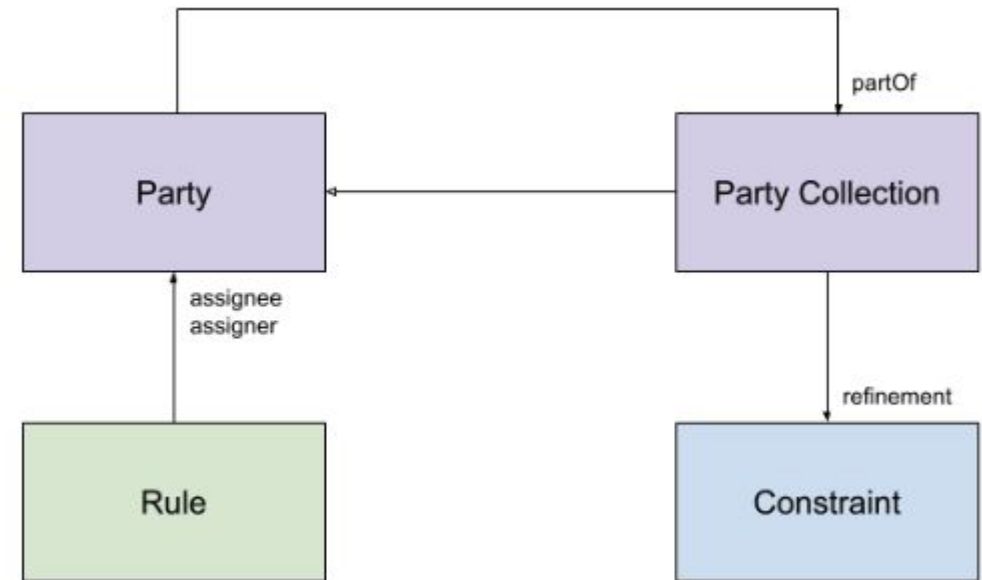 partOf
Party
Party Collection
assignee
assigner
refinement
Rule
Constraint